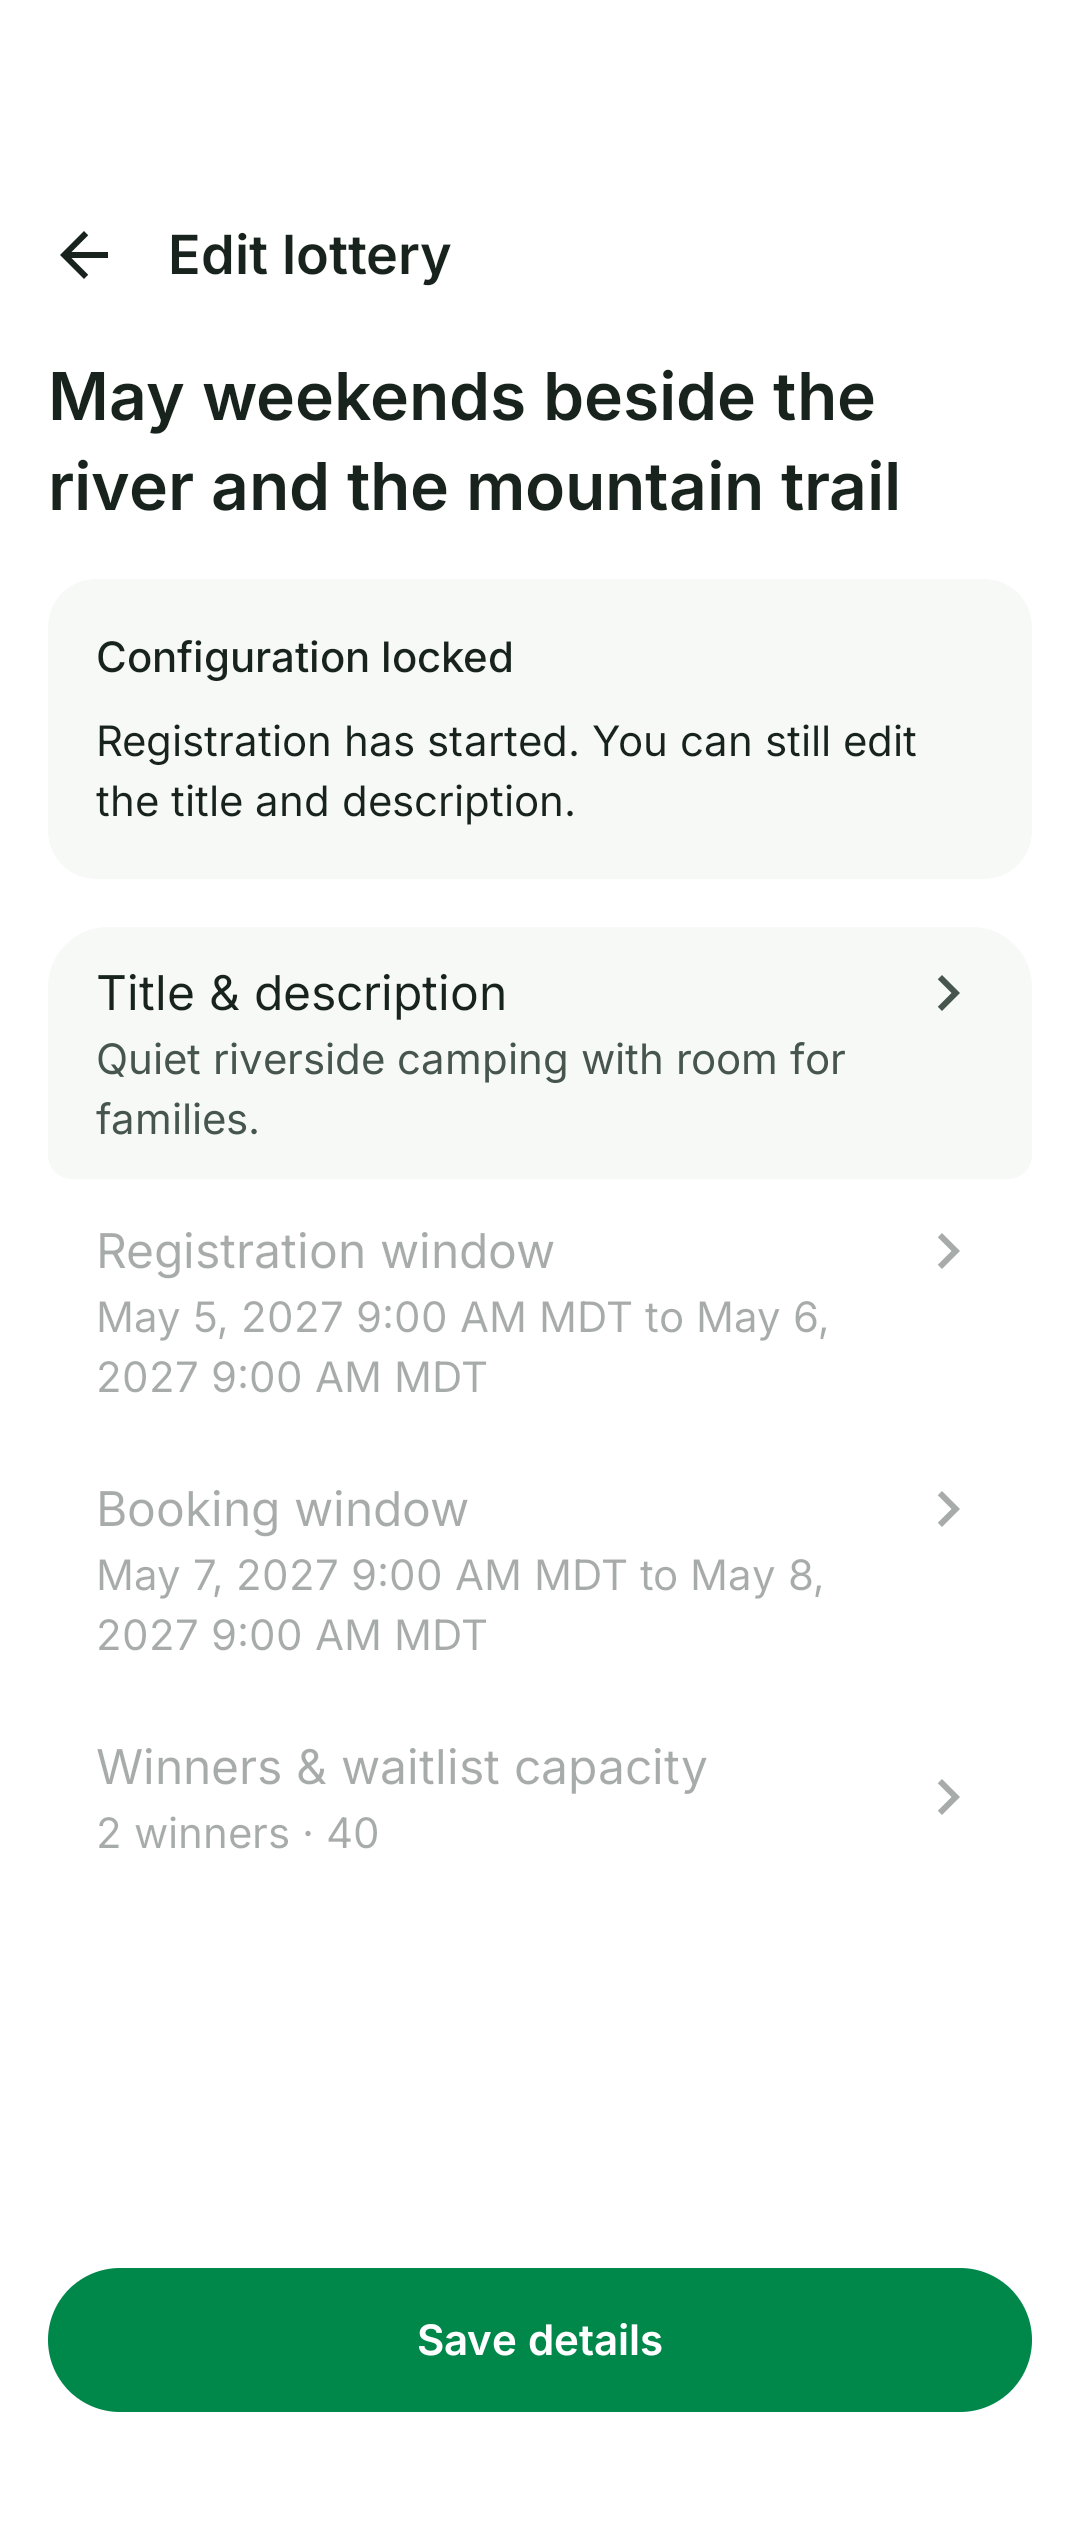 Edit lottery
May weekends beside the
river and the mountain trail
Configuration locked
Registration has started. You can still edit
the title and description.
Title & description
Quiet riverside camping with room for
families.
Registration window
May 5, 2027 9:00 AM MDT to May 6,
2027 9:00 AM MDT
Booking window
May 7, 2027 9:00 AM MDT to May 8,
2027 9:00 AM MDT
Winners & waitlist capacity
2 winners · 40
Save details